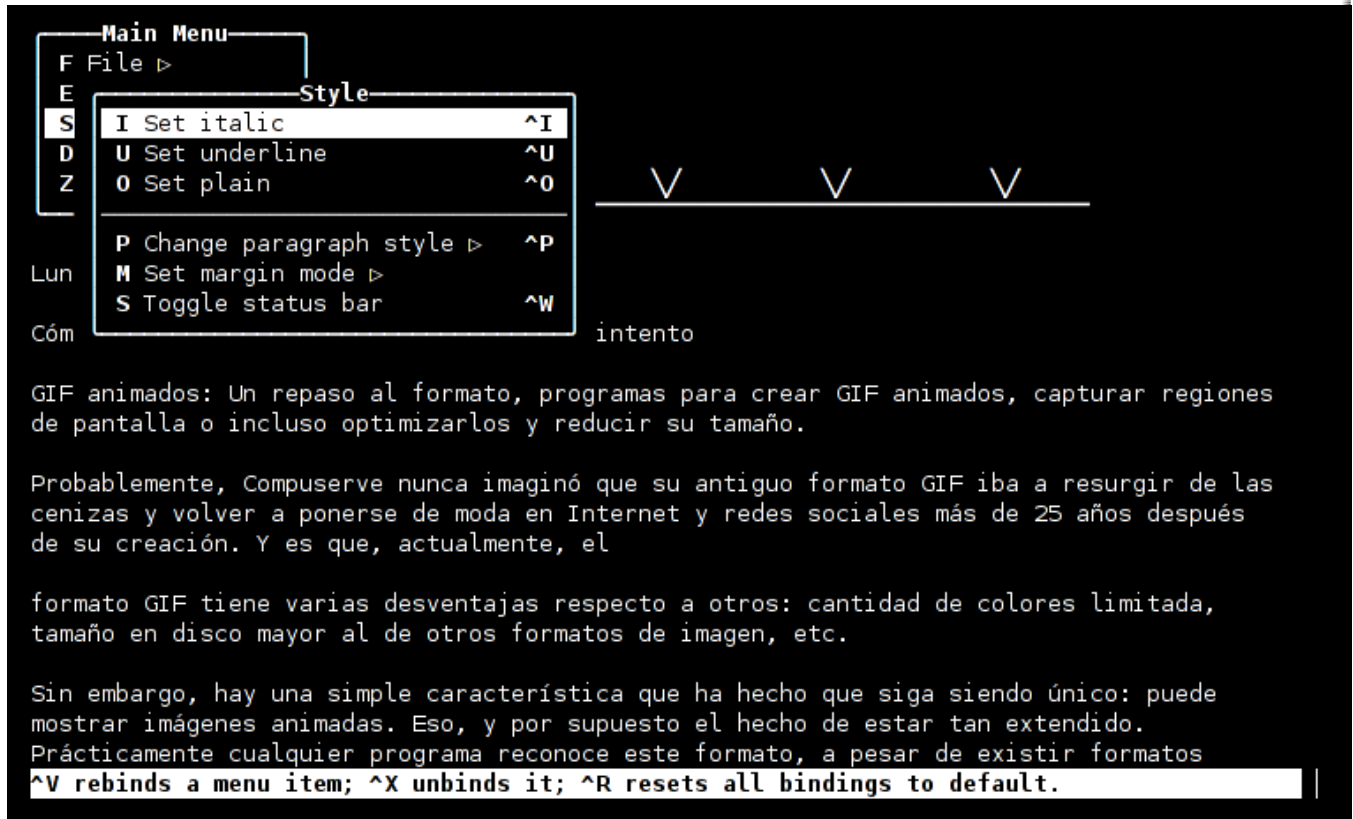 Main Menu
F File ▷
E
Style
S
I Set italic ^I
D
U Set underline ^U
Z
O Set plain ^O
P Change paragraph style ▷ ^P
Lun
M Set margin mode ▷
S Toggle status bar ^W
Cóm
intento
GIF animados: Un repaso al formato, programas para crear GIF animados, capturar regiones
de pantalla o incluso optimizarlos y reducir su tamaño.
Probablemente, Compuserve nunca imaginó que su antiguo formato GIF iba a resurgir de las
cenizas y volver a ponerse de moda en Internet y redes sociales más de 25 años después
de su creación. Y es que, actualmente, el
formato GIF tiene varias desventajas respecto a otros: cantidad de colores limitada,
tamaño en disco mayor al de otros formatos de imagen, etc.
Sin embargo, hay una simple característica que ha hecho que siga siendo único: puede
mostrar imágenes animadas. Eso, y por supuesto el hecho de estar tan extendido.
Prácticamente cualquier programa reconoce este formato, a pesar de existir formatos
^V rebinds a menu item; ^X unbinds it; ^R resets all bindings to default.